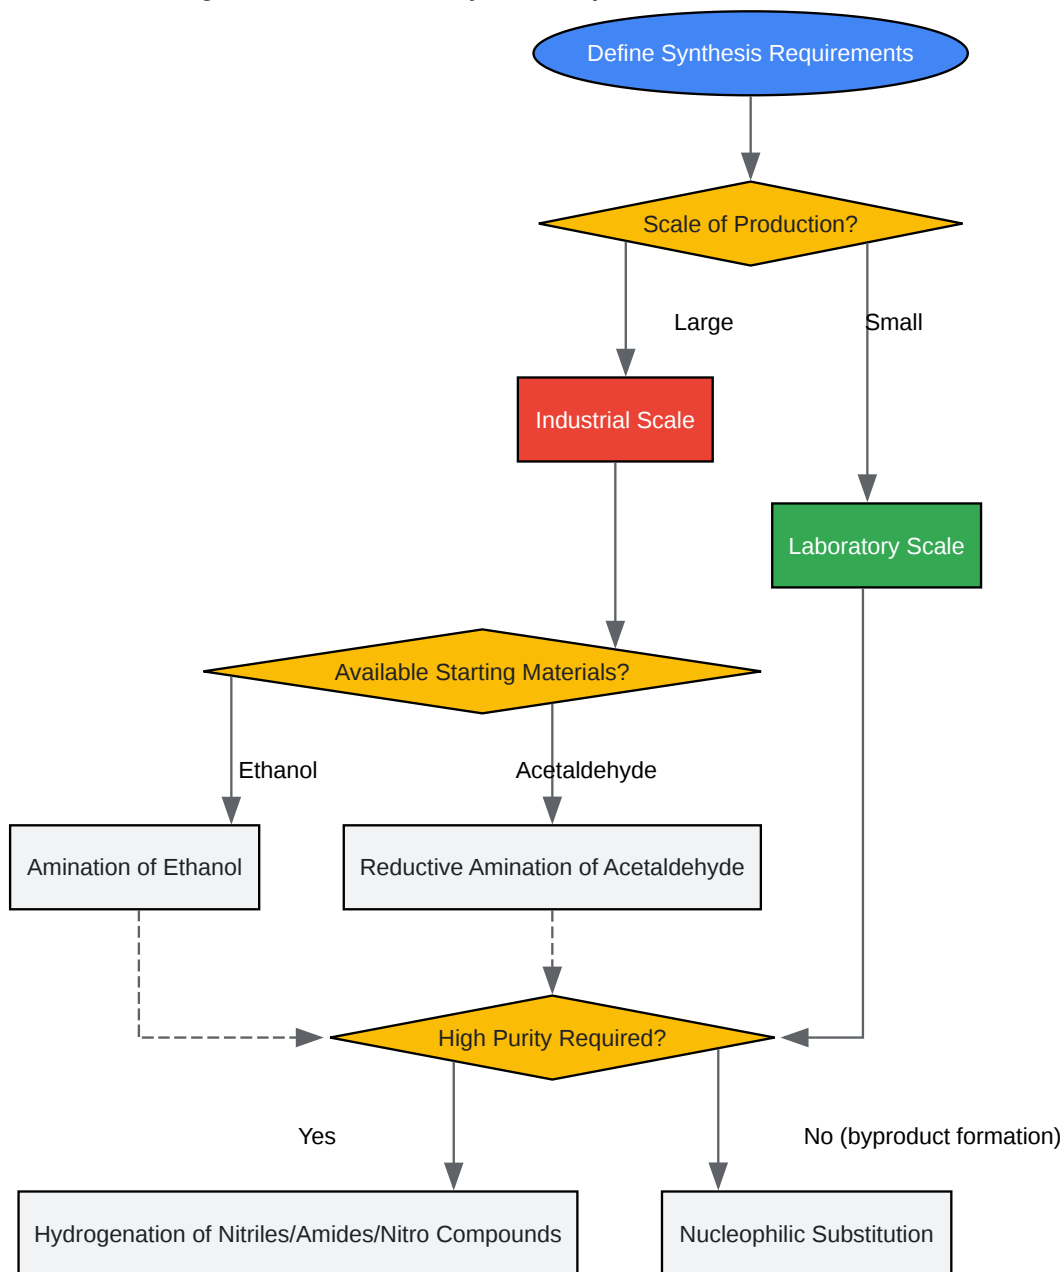 Define Synthesis Requirements
Scale of Production?
Large
Small
Industrial Scale
Laboratory Scale
Available Starting Materials?
Ethanol
Acetaldehyde
Amination of Ethanol
Reductive Amination of Acetaldehyde
High Purity Required?
Yes
No (byproduct formation)
Hydrogenation of Nitriles/Amides/Nitro Compounds
Nucleophilic Substitution